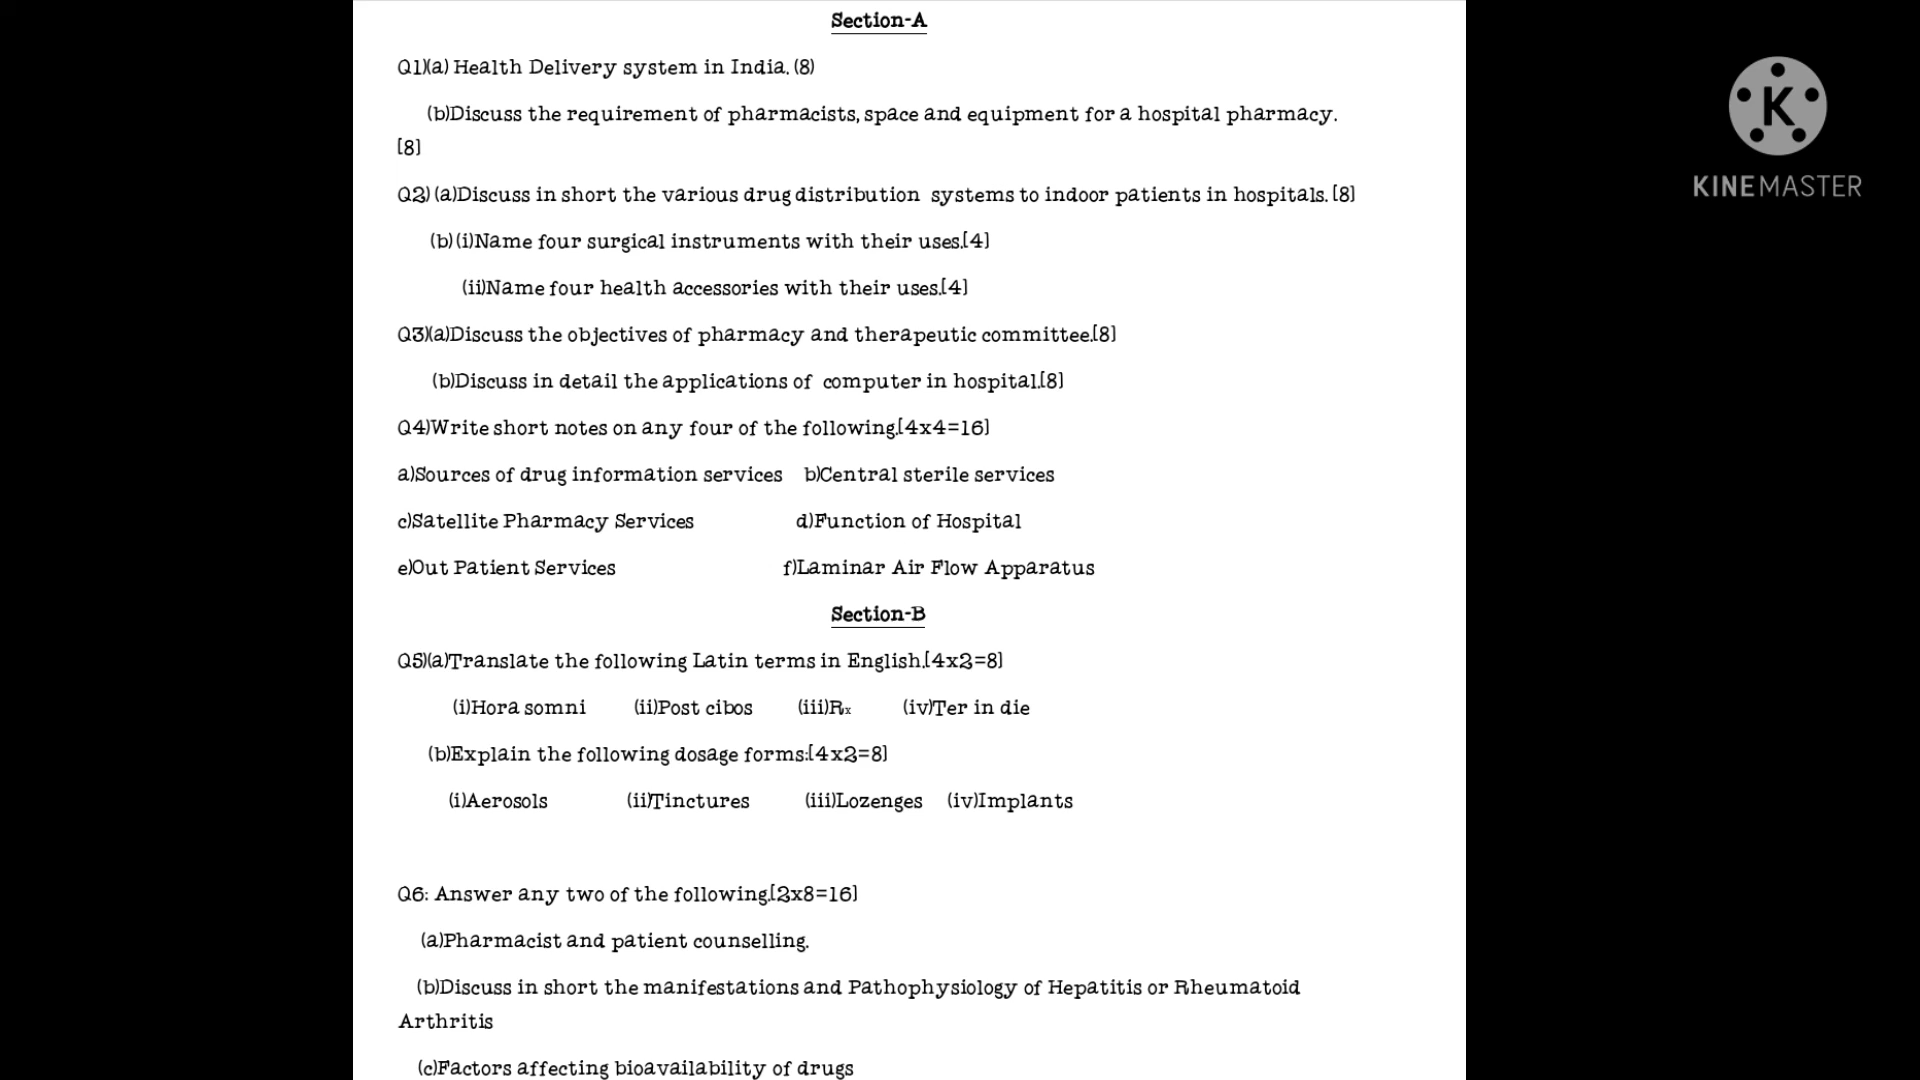 Section-A
Q1)(a) Health Delivery system in India. (8)
(b)Discuss the requirement of pharmacists, space and equipment for a hospital pharmacy.
[8]
Q2) (a)Discuss in short the various drug distribution systems to indoor patients in hospitals. [8]
(b) (i)Name four surgical instruments with their uses.[4]
(ii)Name four health accessories with their uses.[4]
Q3)(a)Discuss the objectives of pharmacy and therapeutic committee.[8]
(b)Discuss in detail the applications of computer in hospital.[8]
Q4)Write short notes on any four of the following.[4x4=16]
a)Sources of drug information services b)Central sterile services
c)Satellite Pharmacy Services d)Function of Hospital
e)Out Patient Services f)Laminar Air Flow Apparatus
Section-B
Q5)(a)Translate the following Latin terms in English.[4x2=8]
(i)Hora somni (ii)Post cibos (iii)Rx (iv)Ter in die
(b)Explain the following dosage forms:[4x2=8]
(i)Aerosols (ii)Tinctures (iii)Lozenges (iv)Implants
Q6: Answer any two of the following.[2x8=16]
(a)Pharmacist and patient counselling.
(b)Discuss in short the manifestations and Pathophysiology of Hepatitis or Rheumatoid
Arthritis
(c)Factors affecting bioavailability of drugs
K
KINEMASTER